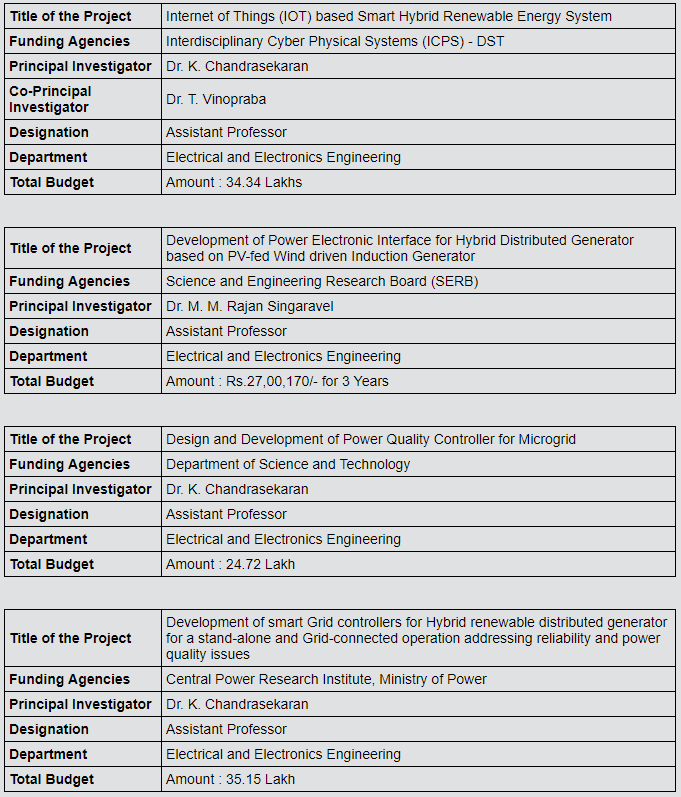 Title of the Project Internet of Things (IOT) based Smart Hybrid Renewable Energy System
Funding Agencies Interdisciplinary Cyber Physical Systems (ICPS) - DST
Principal Investigator Dr. K. Chandrasekaran
Co-Principal
Investigator Dr. T. Vinopraba
Designation Assistant Professor
Department Electrical and Electronics Engineering
Total Budget Amount : 34.34 Lakhs
Title of the Project Development of Power Electronic Interface for Hybrid Distributed Generator
based on PV-fed Wind driven Induction Generator
Funding Agencies Science and Engineering Research Board (SERB)
Principal Investigator Dr. M. M. Rajan Singaravel
Designation Assistant Professor
Department Electrical and Electronics Engineering
Total Budget Amount : Rs.27,00,170/- for 3 Years
Title of the Project Design and Development of Power Quality Controller for Microgrid
Funding Agencies Department of Science and Technology
Principal Investigator Dr. K. Chandrasekaran
Designation Assistant Professor
Department Electrical and Electronics Engineering
Total Budget Amount : 24.72 Lakh
Title of the Project Development of smart Grid controllers for Hybrid renewable distributed generator
for a stand-alone and Grid-connected operation addressing reliability and power
quality issues
Funding Agencies Central Power Research Institute, Ministry of Power
Principal Investigator Dr. K. Chandrasekaran
Designation Assistant Professor
Department Electrical and Electronics Engineering
Total Budget Amount : 35.15 Lakh